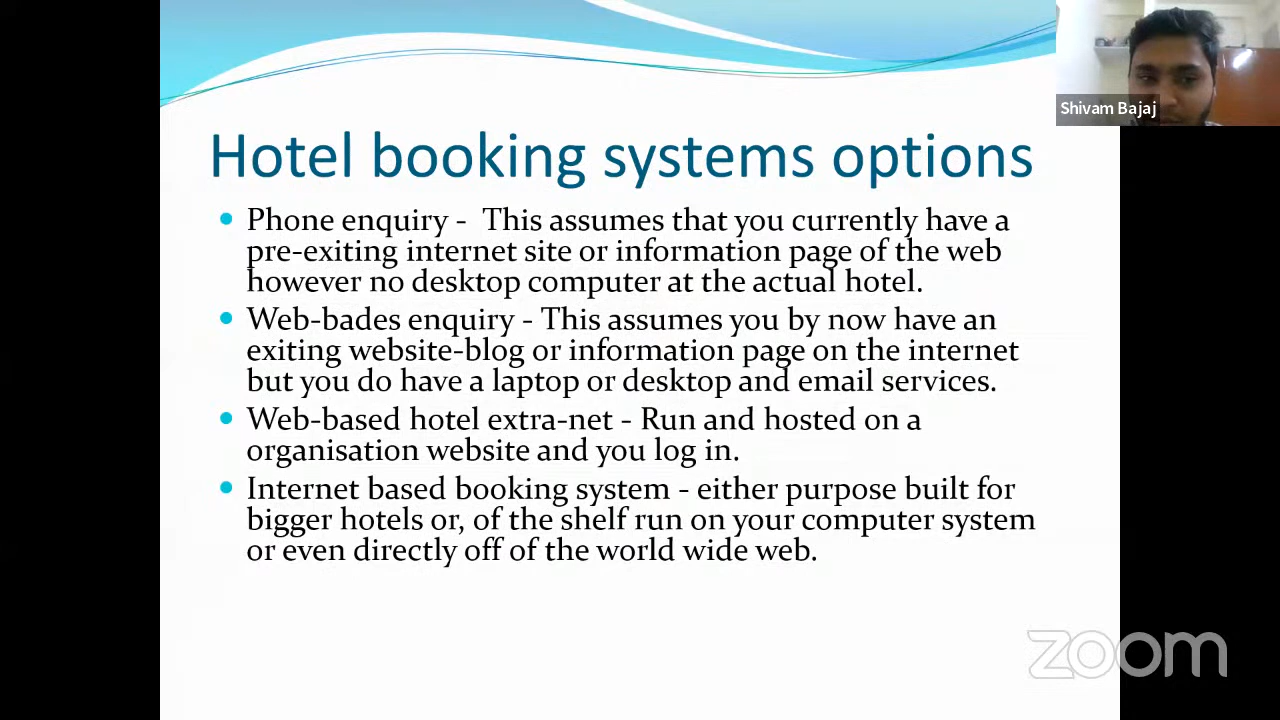 Shivam Bajaj
Hotel booking systems options
• Phone enquiry - This assumes that you currently have a
pre-exiting internet site or information page of the web
however no desktop computer at the actual hotel.
• Web-bades enquiry - This assumes you by now have an
exiting website-blog or information page on the internet
but you do have a laptop or desktop and email services.
• Web-based hotel extra-net - Run and hosted on a
organisation website and you log in.
• Internet based booking system - either purpose built for
bigger hotels or, of the shelf run on your computer system
or even directly off of the world wide web.
zoom